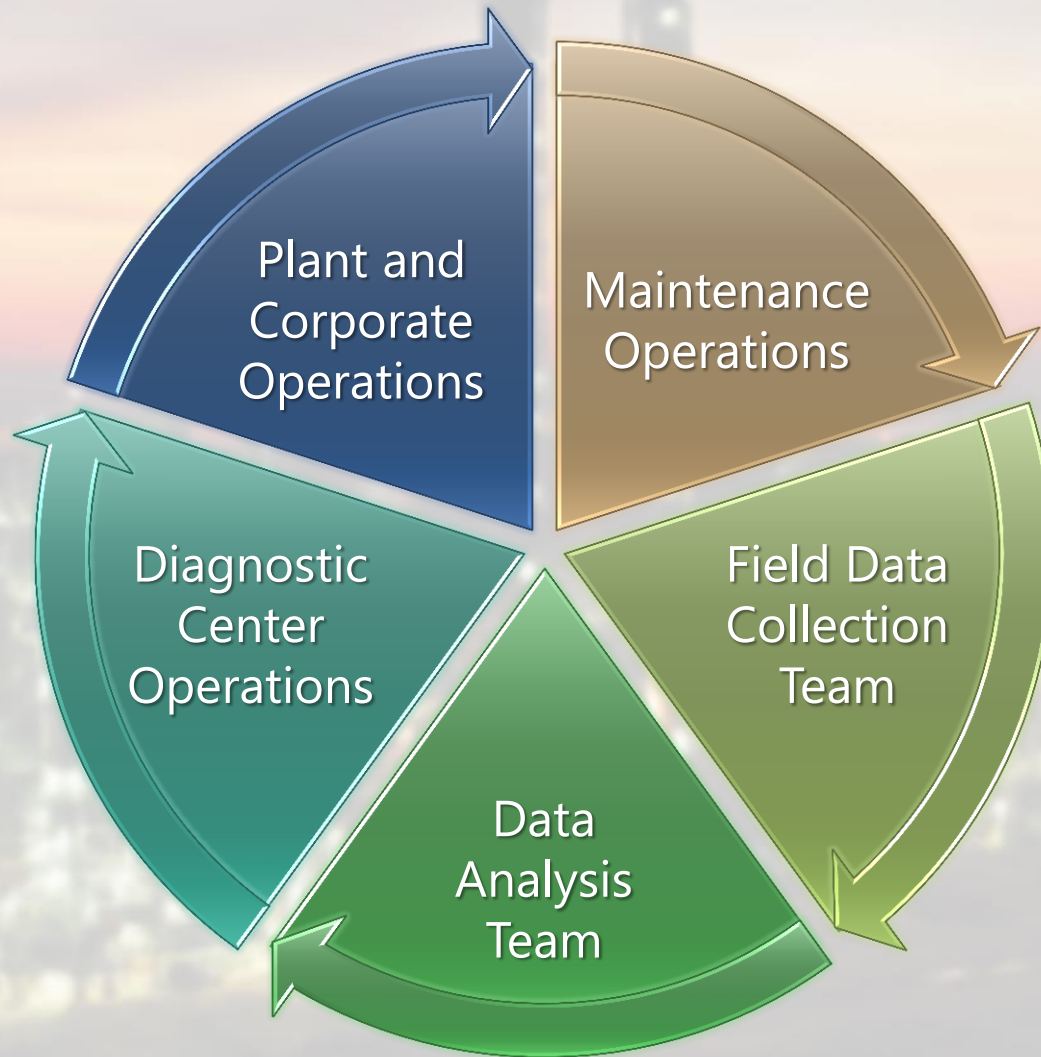 Plant and
Corporate
Operations
Maintenance
Operations
Field Data
Collection
Team
Data
Analysis
Team
Diagnostic
Center
Operations